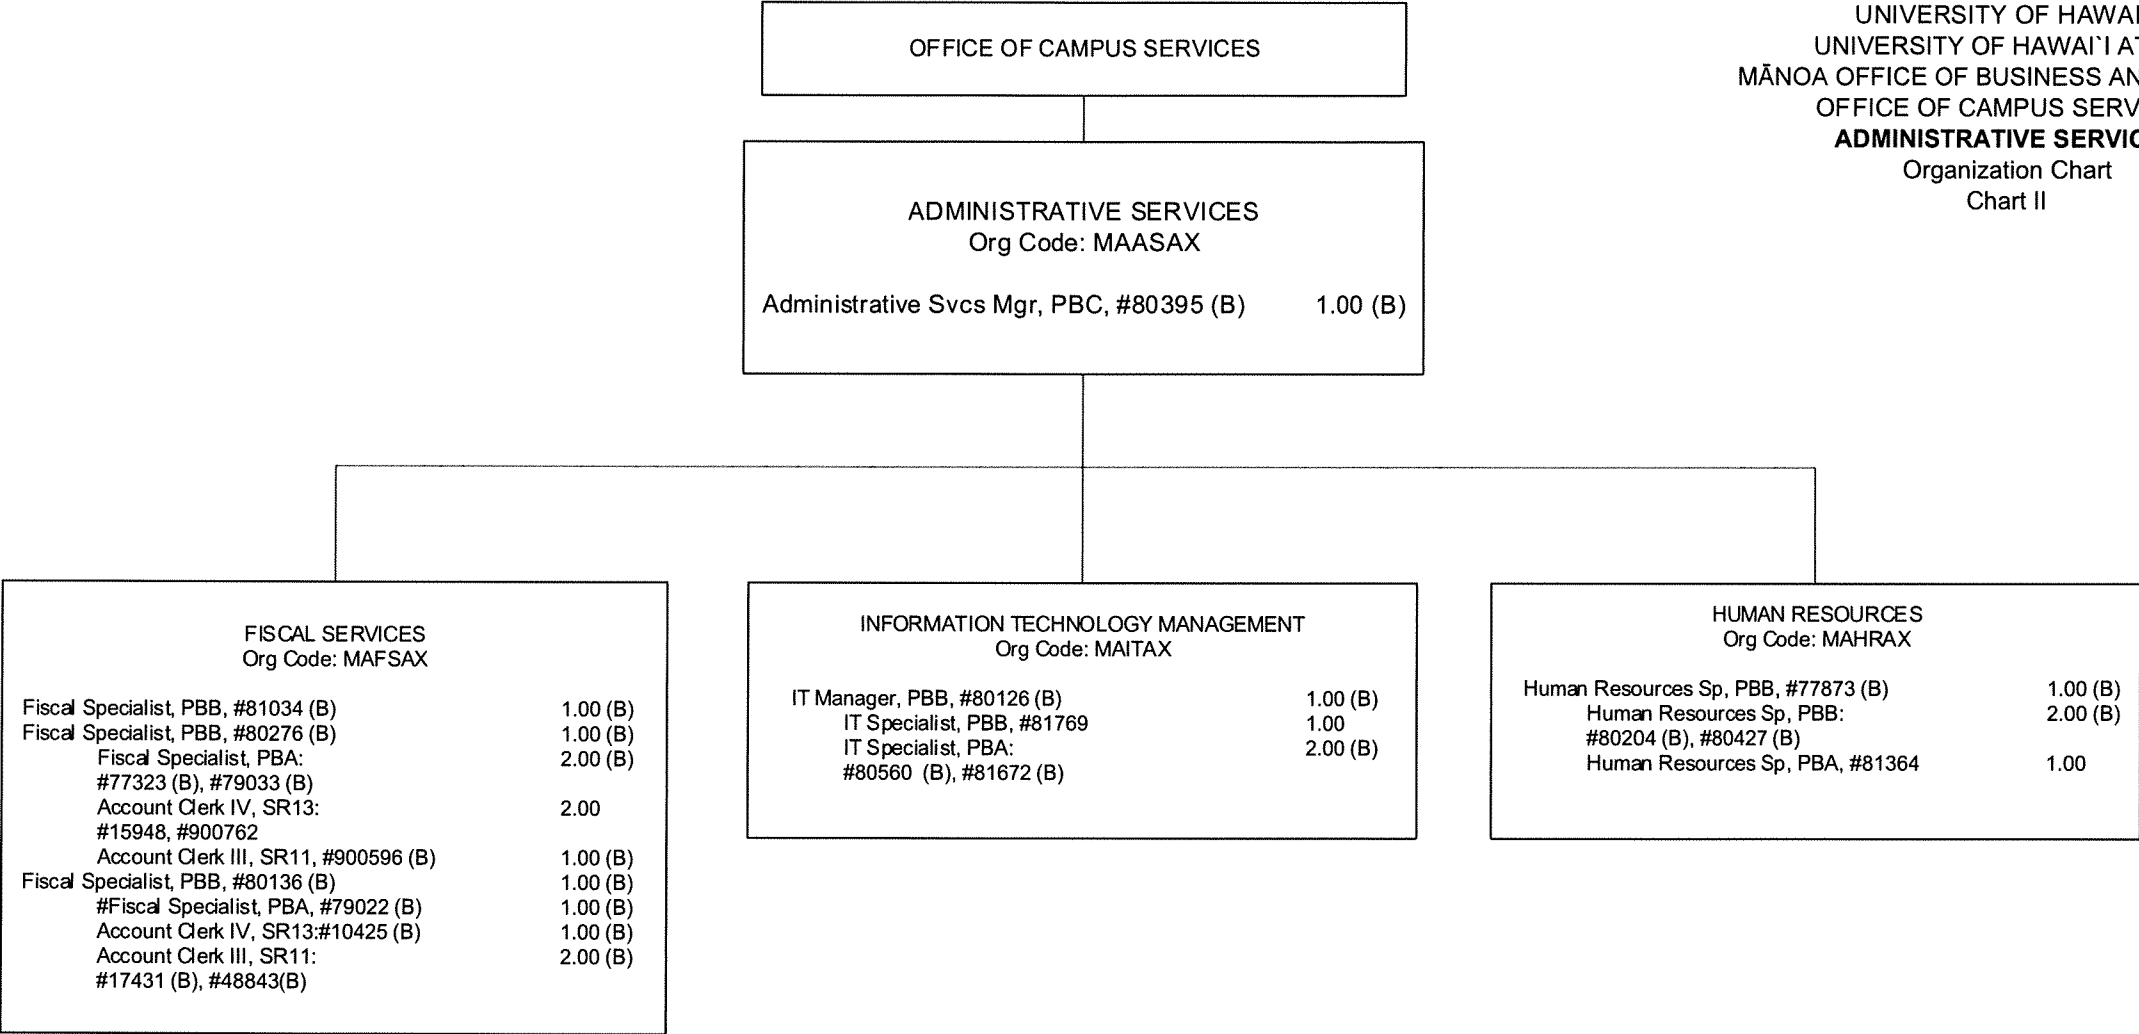 OFFICE OF CAMPUS SERVICES
UNIVERSITY OF HAWAI
UNIVERSITY OF HAWAI`I
MĀNOA OFFICE OF BUSINESS
OFFICE OF CAMPUS
ADMINISTRATIVE
Organization Chart
Chart II
ADMINISTRATIVE SERVICES
Org Code: MAASAX
Administrative Svcs Mgr, PBC, #80395 (B) 1.00 (B)
FISCAL SERVICES
Org Code: MAFSAX
Fiscal Specialist, PBB, #81034 (B) 1.00 (B)
Fiscal Specialist, PBB, #80276 (B) 1.00 (B)
Fiscal Specialist, PBA: 2.00 (B)
#77323 (B), #79033 (B)
Account Clerk IV, SR13: 2.00
#15948, #900762
Account Clerk III, SR11, #900596 (B) 1.00 (B)
Fiscal Specialist, PBB, #80136 (B) 1.00 (B)
#Fiscal Specialist, PBA, #79022 (B) 1.00 (B)
Account Clerk IV, SR13:#10425 (B) 1.00 (B)
Account Clerk III, SR11: 2.00 (B)
#17431 (B), #48843(B)
INFORMATION TECHNOLOGY MANAGEMENT
Org Code: MAITAX
IT Manager, PBB, #80126 (B) 1.00 (B)
IT Specialist, PBB, #81769 1.00
IT Specialist, PBA: 2.00 (B)
#80560 (B), #81672 (B)
HUMAN RESOURCES
Org Code: MAHRAX
Human Resources Sp, PBB, #77873 (B) 1.00 (B)
Human Resources Sp, PBB: 2.00 (B)
#80204 (B), #80427 (B)
Human Resources Sp, PBA, #81364 1.00